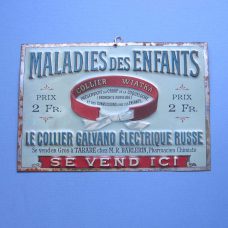 MALADIES DES ENFANTS
COLLIER WIATKA
PRIX
2 FR.
PRIX
2 FR.
LE COLLIER GALVANO ÉLECTRIQUE RUSSE
Se vend en Gros à TARARE chez M. R. BARLERIN, Pharmacien Chimiste
SE VEND ICI